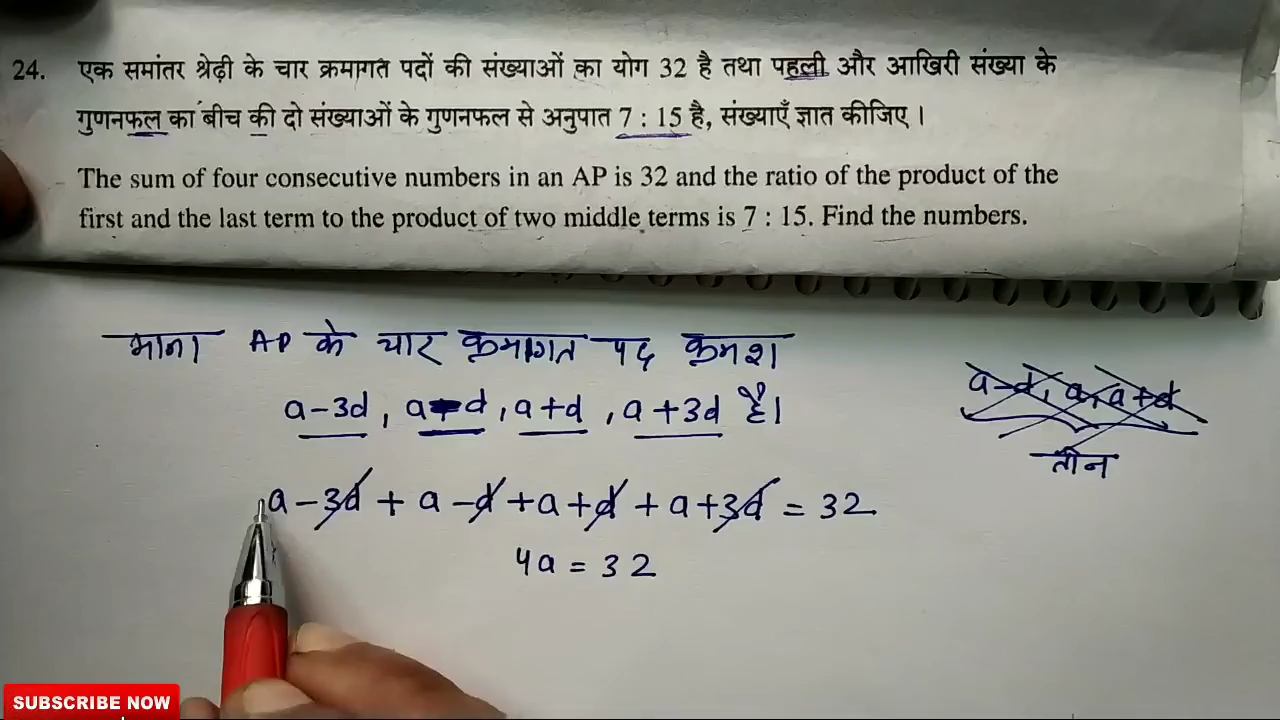 24. एक समांतर श्रेढ़ी के चार क्रमागत पदों की संख्याओं का योग 32 है तथा पहली और आखिरी संख्या के
गुणनफल का बीच की दो संख्याओं के गुणनफल से अनुपात 7 : 15 है, संख्याएँ ज्ञात कीजिए ।
The sum of four consecutive numbers in an AP is 32 and the ratio of the product of the
first and the last term to the product of two middle terms is 7 : 15. Find the numbers.
माना AP के चार क्रमागत पद क्रमश
a-3d, a-d, a+d, a+3d है।
a-d, a, a+d
तीन
a-3d + a-d + a+d + a+3d = 32
4a = 32
SUBSCRIBE NOW